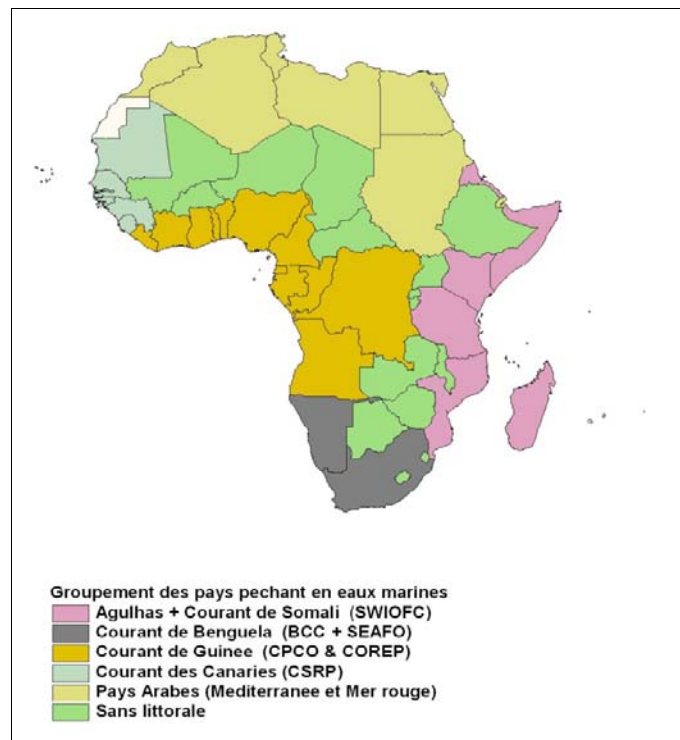 Groupement des pays pechant en eaux marines
Agulhas + Courant de Somali (SWIOFC)
Courant de Benguela (BCC + SEAFO)
Courant de Guinee (CPCO & COREP)
Courant des Canaries (CSRP)
Pays Arabes (Mediterranee et Mer rouge)
Sans littorale